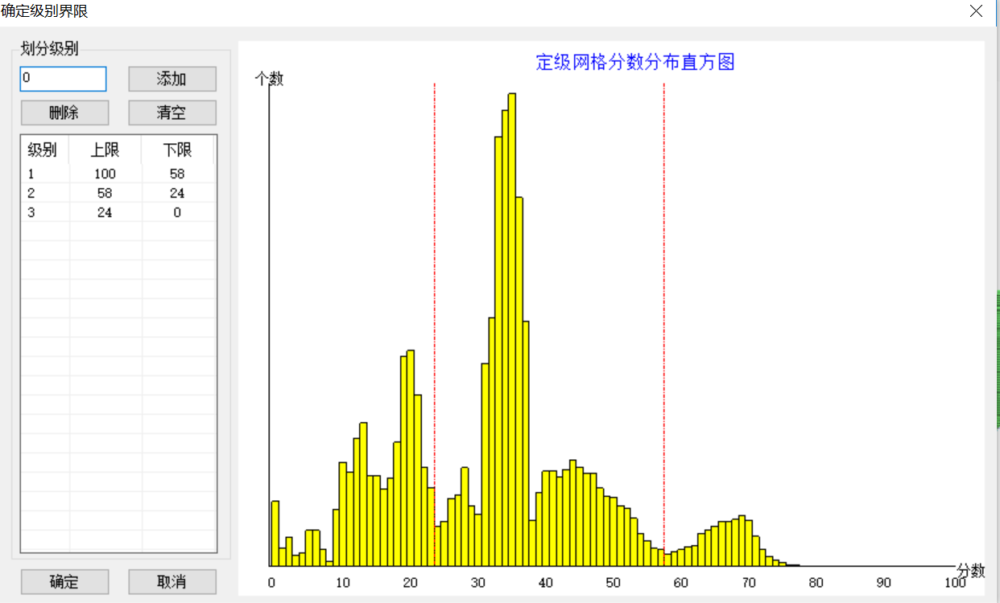 确定级别界限
划分级别
0 添加
删除 清空
级别 上限 下限
1 100 58
2 58 24
3 24 0
确定 取消
定级网格分数分布直方图
个数
分数
0 10 20 30 40 50 60 70 80 90 100